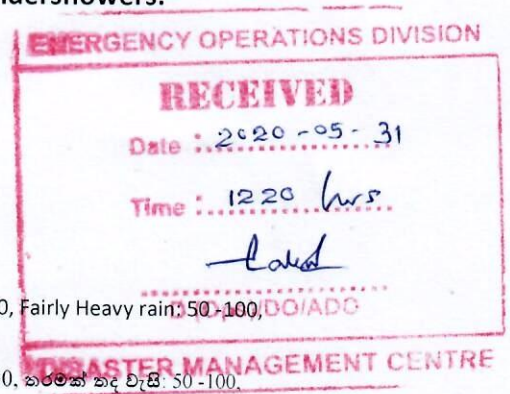 EMERGENCY OPERATIONS DIVISION
RECEIVED
Date : 2020-05-31
Time : 1220 hrs
0, Fairly Heavy rain: 50 -100,
DO/ADO
DISASTER MANAGEMENT CENTRE
0, තරමක් තද වැසි: 50 -100,